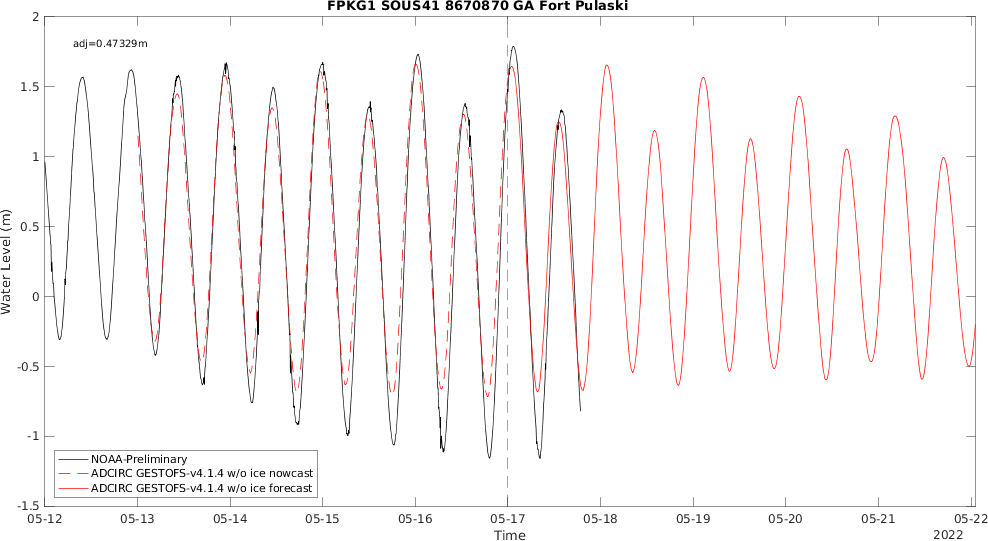 FPKG1 SOUS41 8670870 GA Fort Pulaski
adj=0.47329m
2
1.5
1
0.5
0
-0.5
-1
-1.5
Water Level (m)
NOAA-Preliminary
ADCIRC GESTOFS-v4.1.4 w/o ice nowcast
ADCIRC GESTOFS-v4.1.4 w/o ice forecast
05-12 05-13 05-14 05-15 05-16 05-17 05-18 05-19 05-20 05-21 05-22
Time
2022